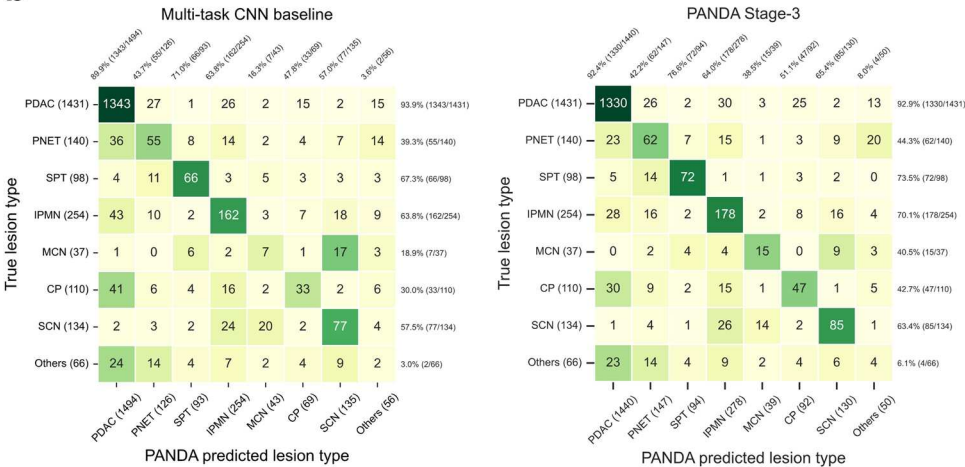 Multi-task CNN baseline
89.9% (1343/1494)
43.7% (55/126)
71.0% (66/93)
63.8% (162/254)
16.3% (7/43)
47.8% (33/69)
57.0% (77/135)
3.6% (2/56)
True lesion type
PDAC (1431) 1343 27 1 26 2 15 2 15 93.9% (1343/1431)
PNET (140) 36 55 8 14 2 4 7 14 39.3% (55/140)
SPT (98) 4 11 66 3 5 3 3 3 67.3% (66/98)
IPMN (254) 43 10 2 162 3 7 18 9 63.8% (162/254)
MCN (37) 1 0 6 2 7 1 17 3 18.9% (7/37)
CP (110) 41 6 4 16 2 33 2 6 30.0% (33/110)
SCN (134) 2 3 2 24 20 2 77 4 57.5% (77/134)
Others (66) 24 14 4 7 2 4 9 2 3.0% (2/66)
PDAC (1494)
PNET (126)
SPT (93)
IPMN (254)
MCN (43)
CP (69)
SCN (135)
Others (56)
PANDA predicted lesion type
PANDA Stage-3
92.4% (1330/1440)
42.2% (62/147)
76.6% (72/94)
64.0% (178/278)
38.5% (15/39)
51.1% (47/92)
65.4% (85/130)
8.0% (4/50)
True lesion type
PDAC (1431) 1330 26 2 30 3 25 2 13 92.9% (1330/1431)
PNET (140) 23 62 7 15 1 3 9 20 44.3% (62/140)
SPT (98) 5 14 72 1 1 3 2 0 73.5% (72/98)
IPMN (254) 28 16 2 178 2 8 16 4 70.1% (178/254)
MCN (37) 0 2 4 4 15 0 9 3 40.5% (15/37)
CP (110) 30 9 2 15 1 47 1 5 42.7% (47/110)
SCN (134) 1 4 1 26 14 2 85 1 63.4% (85/134)
Others (66) 23 14 4 9 2 4 6 4 6.1% (4/66)
PDAC (1440)
PNET (147)
SPT (94)
IPMN (278)
MCN (39)
CP (92)
SCN (130)
Others (50)
PANDA predicted lesion type